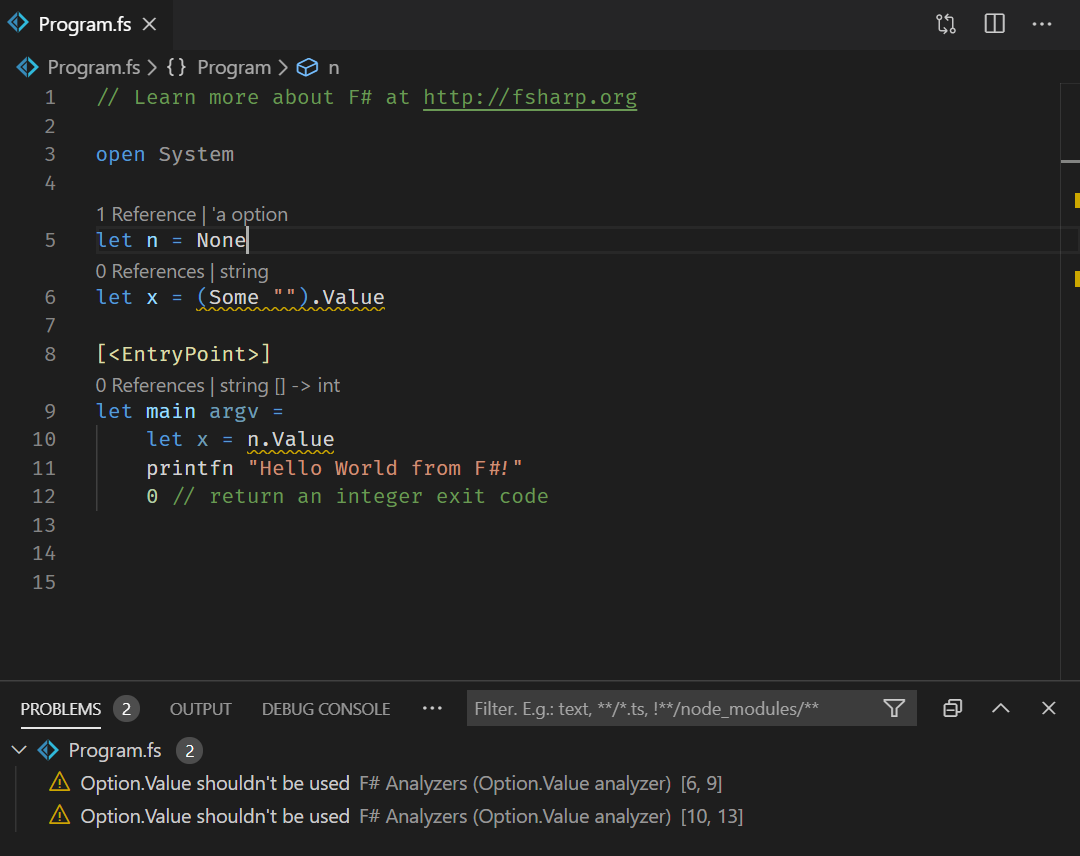 Program.fs
Program.fs > {} Program > n
1 // Learn more about F# at http://fsharp.org
2
3 open System
4
1 Reference | 'a option
5 let n = None
0 References | string
6 let x = (Some "").Value
7
8 [<EntryPoint>]
0 References | string [] -> int
9 let main argv =
10 let x = n.Value
11 printfn "Hello World from F#!"
12 0 // return an integer exit code
13
14
15
PROBLEMS 2 OUTPUT DEBUG CONSOLE ··· Filter. E.g.: text, **/*.ts, !**/node_modules/**
Program.fs 2
Option.Value shouldn't be used F# Analyzers (Option.Value analyzer) [6, 9]
Option.Value shouldn't be used F# Analyzers (Option.Value analyzer) [10, 13]